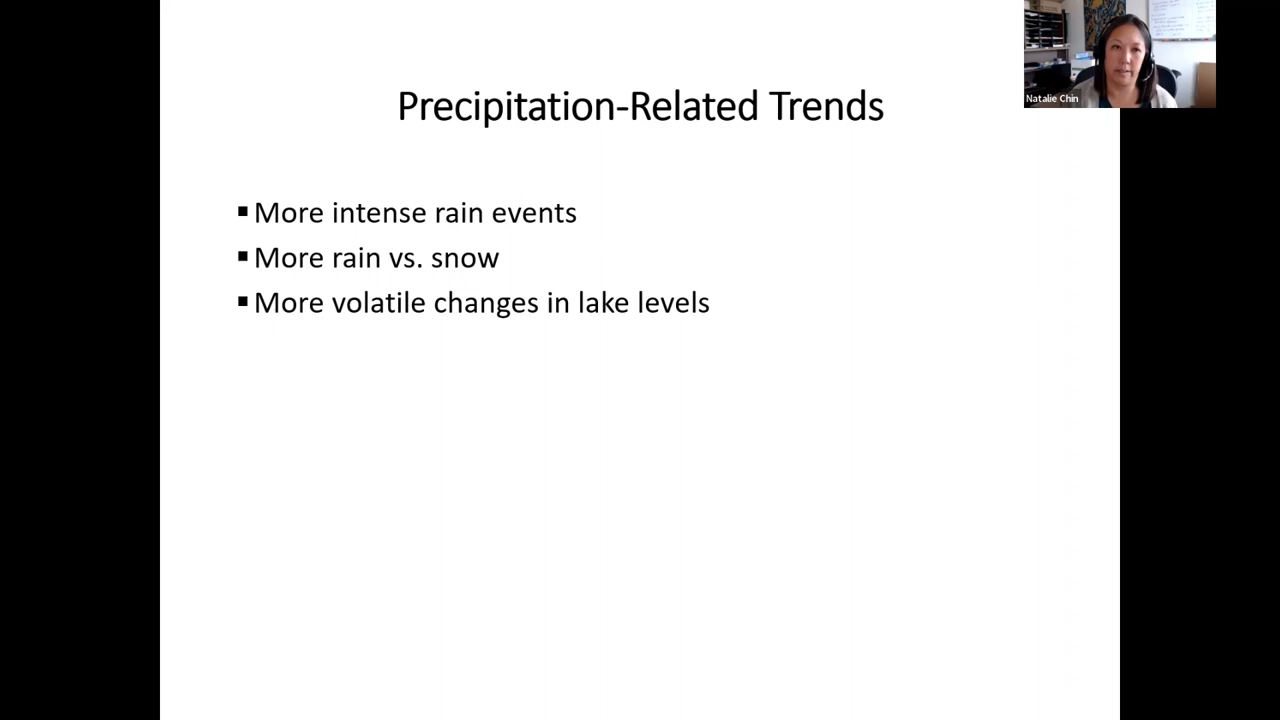 Precipitation-Related Trends
▪ More intense rain events
▪ More rain vs. snow
▪ More volatile changes in lake levels
Natalie Chin